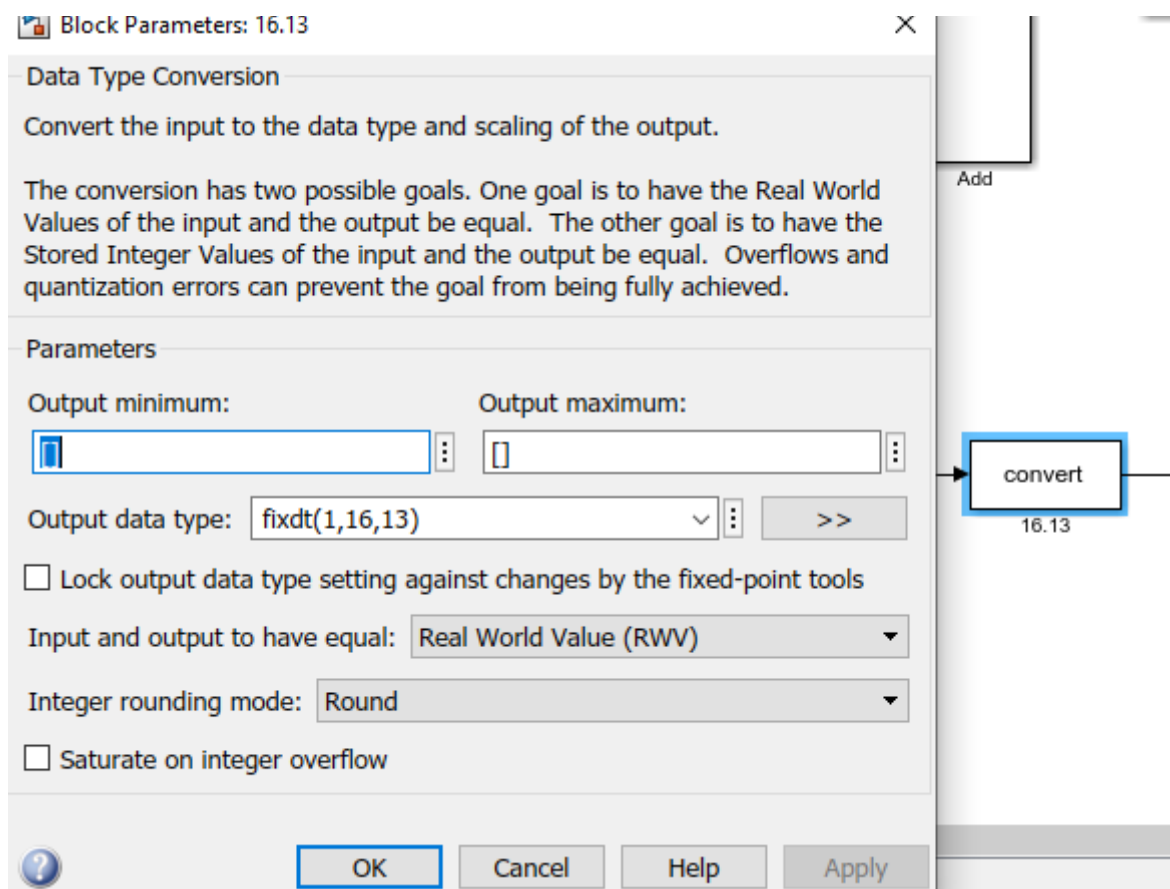 Block Parameters: 16.13
Data Type Conversion
Convert the input to the data type and scaling of the output.
The conversion has two possible goals. One goal is to have the Real World
Values of the input and the output be equal.  The other goal is to have the
Stored Integer Values of the input and the output be equal.  Overflows and
quantization errors can prevent the goal from being fully achieved.
Parameters
Output minimum:
Output maximum:
[]
[]
Output data type:
fixdt(1,16,13)
>>
Lock output data type setting against changes by the fixed-point tools
Input and output to have equal:
Real World Value (RWV)
Integer rounding mode:
Round
Saturate on integer overflow
OK
Cancel
Help
Apply
Add
convert
16.13